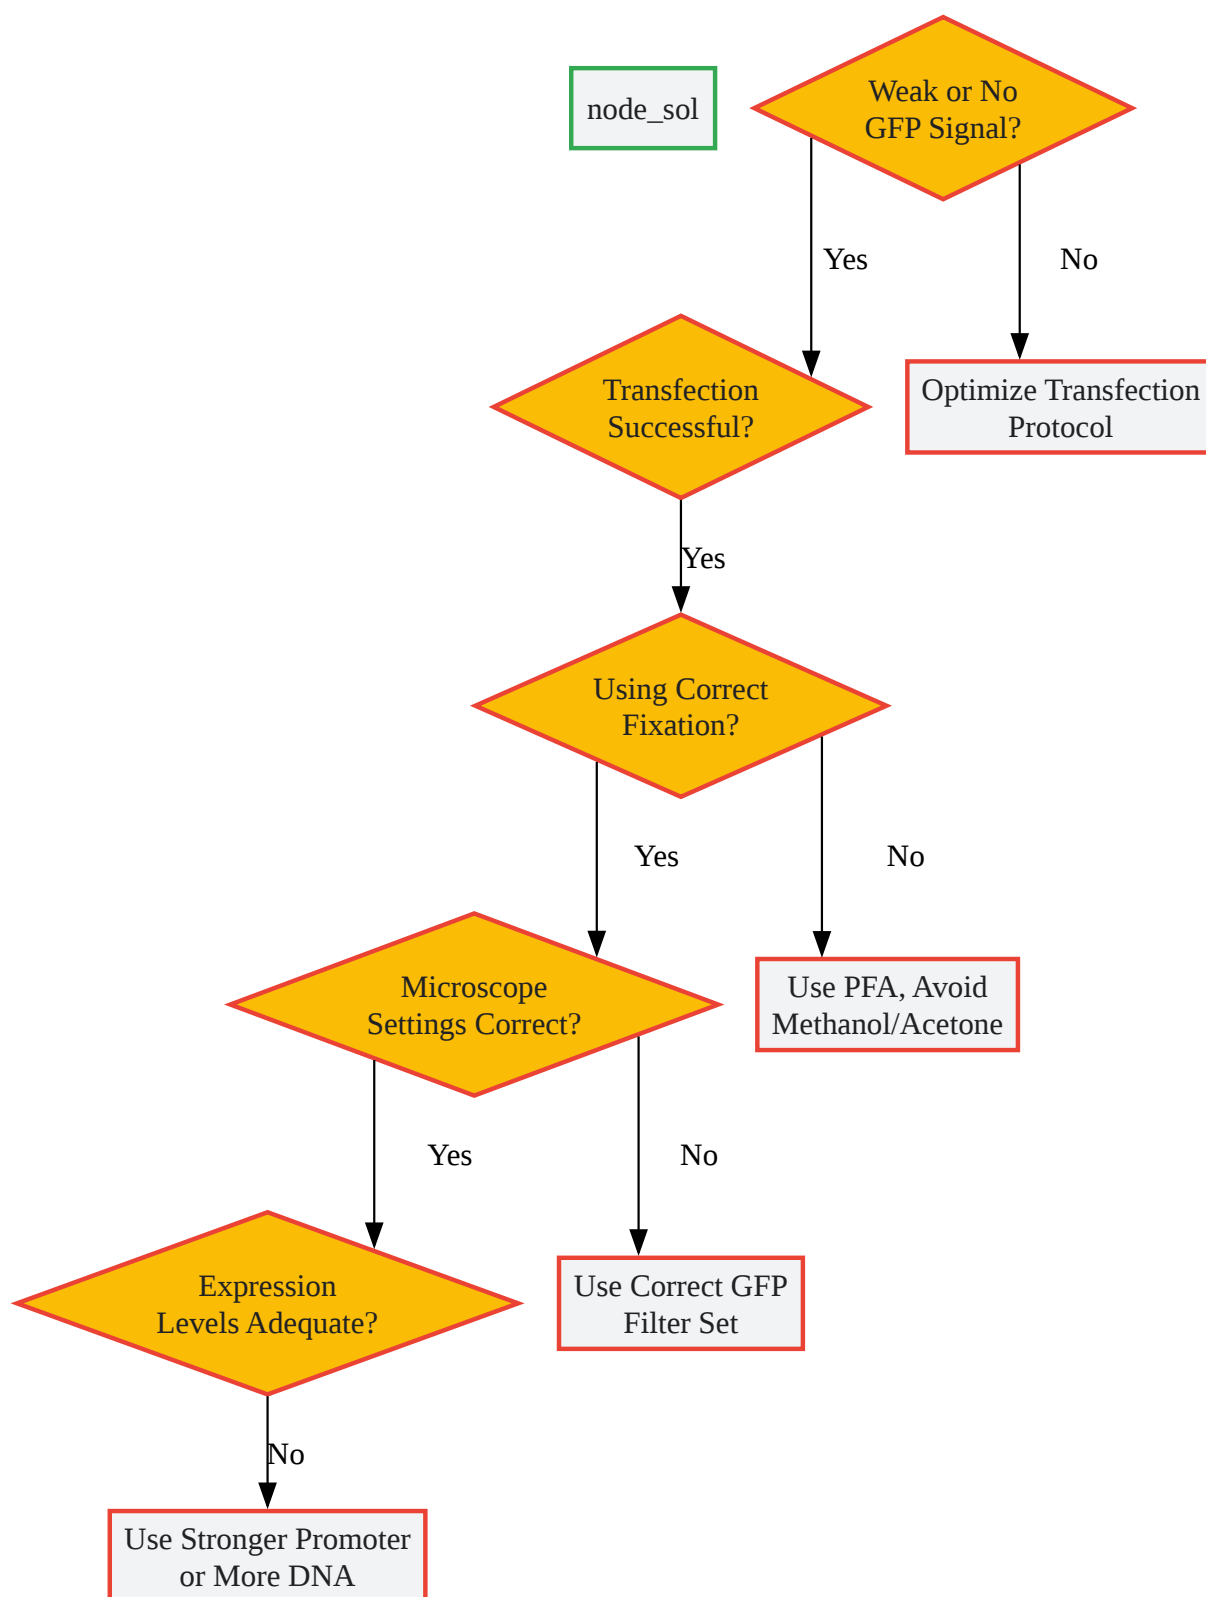 node_sol
Weak or No
GFP Signal?
Yes
No
Transfection
Successful?
Optimize Transfection
Protocol
Yes
Using Correct
Fixation?
Yes
No
Microscope
Settings Correct?
Use PFA, Avoid
Methanol/Acetone
Yes
No
Expression
Levels Adequate?
Use Correct GFP
Filter Set
No
Use Stronger Promoter
or More DNA